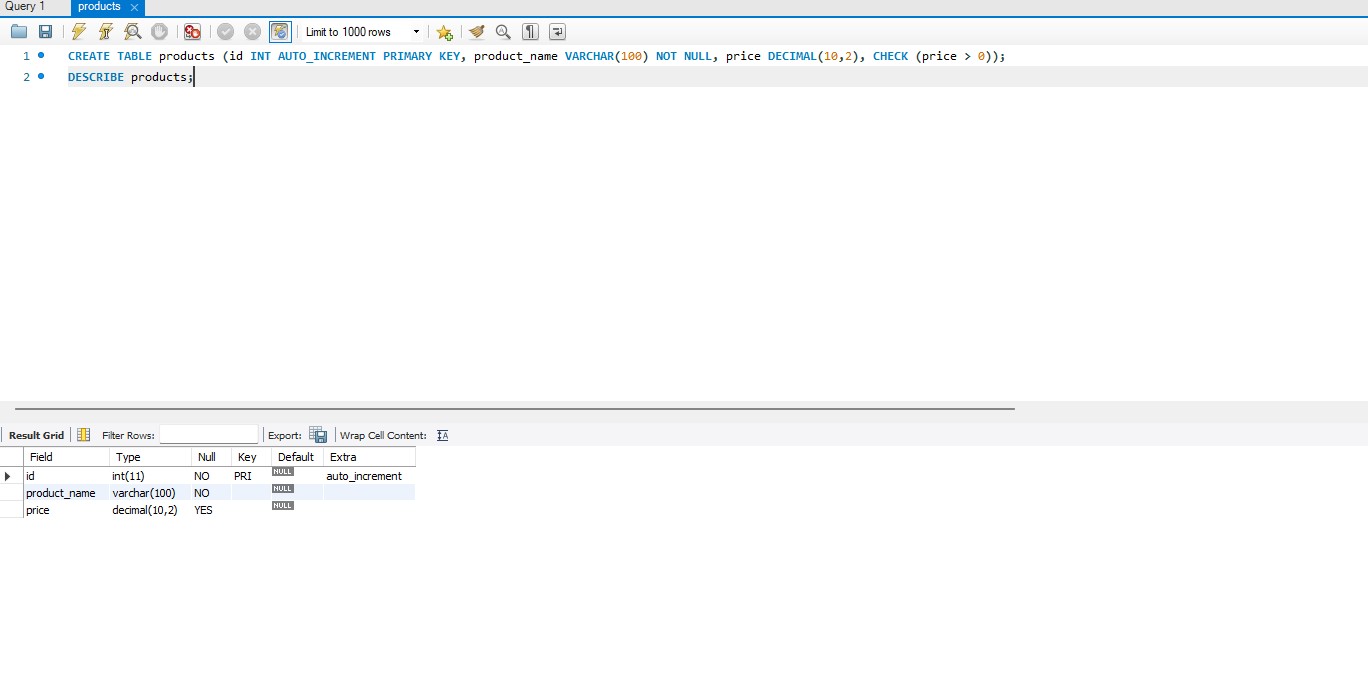 Query 1 products ×
Limit to 1000 rows
1 CREATE TABLE products (id INT AUTO_INCREMENT PRIMARY KEY, product_name VARCHAR(100) NOT NULL, price DECIMAL(10,2), CHECK (price > 0));
2 DESCRIBE products;
Result Grid Filter Rows: Export: Wrap Cell Content: IA
Field Type Null Key Default Extra
id int(11) NO PRI NULL auto_increment
product_name varchar(100) NO NULL
price decimal(10,2) YES NULL